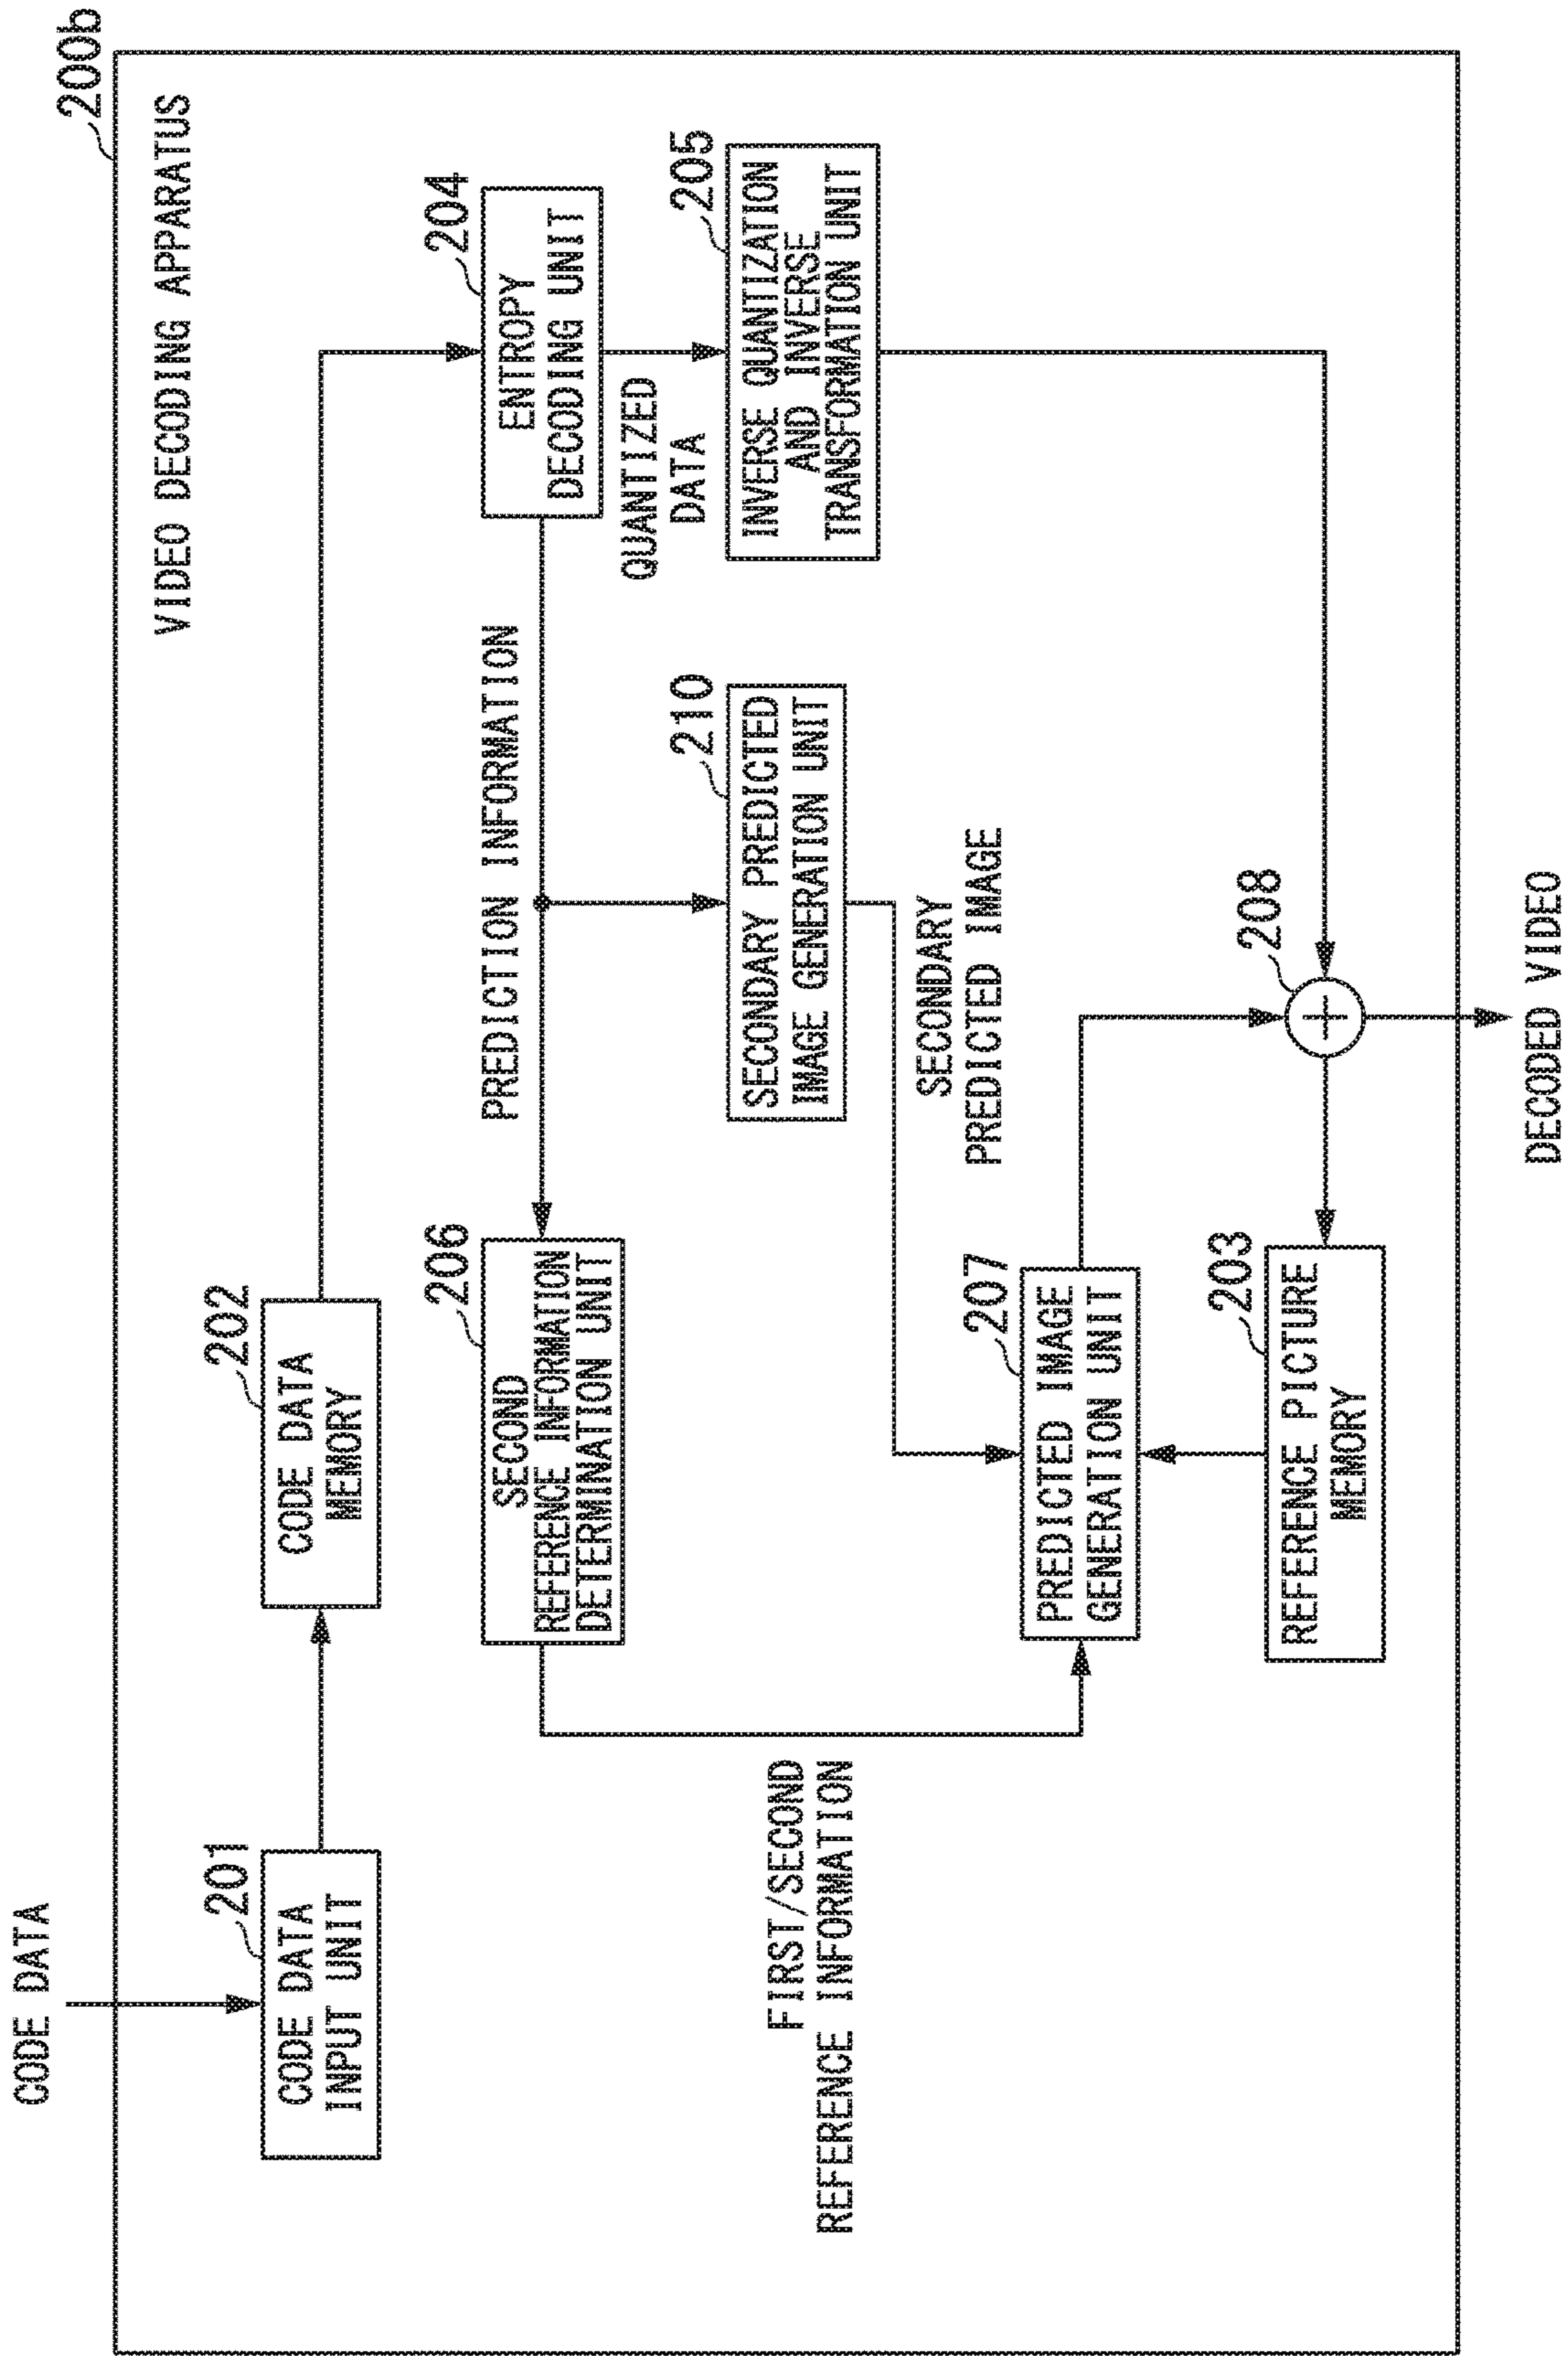 200b
VIDEO DECODING APPARATUS
CODE DATA
201
CODE DATA
INPUT UNIT
202
CODE DATA
MEMORY
204
ENTROPY
DECODING UNIT
206
SECOND
REFERENCE INFORMATION
DETERMINATION UNIT
PREDICTION INFORMATION
QUANTIZED
DATA
205
INVERSE QUANTIZATION
AND INVERSE
TRANSFORMATION UNIT
210
SECONDARY PREDICTED
IMAGE GENERATION UNIT
FIRST/SECOND
REFERENCE INFORMATION
SECONDARY
PREDICTED IMAGE
207
PREDICTED IMAGE
GENERATION UNIT
208
+
203
REFERENCE PICTURE
MEMORY
DECODED VIDEO